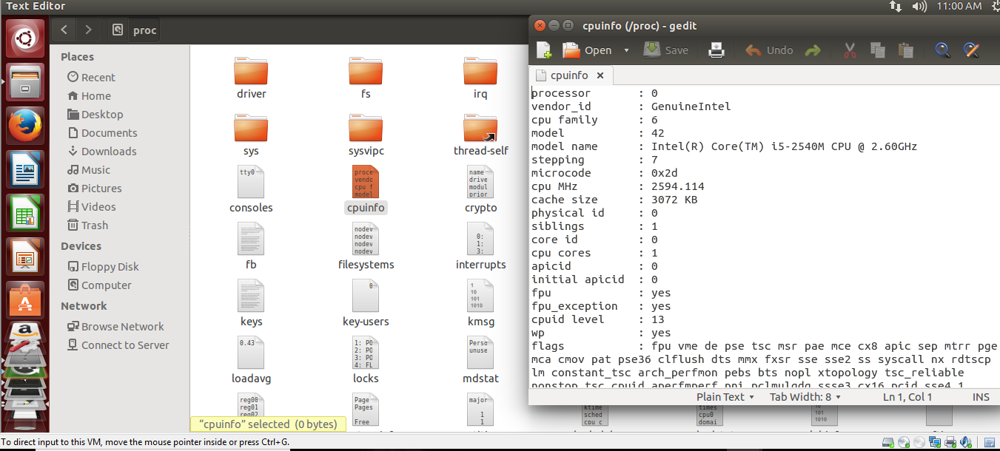 Text Editor
11:00 AM
proc
Places
Recent
Home
Desktop
Documents
Downloads
Music
Pictures
Videos
Trash
Devices
Floppy Disk
Computer
Network
Browse Network
Connect to Server
driver
fs
irq
sys
sysvipc
thread-self
tty0
proce
vendo
cpu f
model
name
drive
modul
prior
consoles
cpuinfo
crypto
nodev
nodev
nodev
nodev
0:
1:
3:
fb
filesystems
interrupts
0
1
10
101
1010
keys
key-users
kmsg
0.43
1: PO
2: PO
3: PO
4: FL
Perso
unuse
loadavg
locks
mdstat
reg00
reg01
reg02
Page
Pages
Free
major
1
1
ktime
sched
cpu c
times
cpu0
domai
1010
“cpuinfo” selected (0 bytes)
cpuinfo (/proc) - gedit
Open
Save
Undo
cpuinfo
processor : 0
vendor_id : GenuineIntel
cpu family : 6
model : 42
model name : Intel(R) Core(TM) i5-2540M CPU @ 2.60GHz
stepping : 7
microcode : 0x2d
cpu MHz : 2594.114
cache size : 3072 KB
physical id : 0
siblings : 1
core id : 0
cpu cores : 1
apicid : 0
initial apicid : 0
fpu : yes
fpu_exception : yes
cpuid level : 13
wp : yes
flags : fpu vme de pse tsc msr pae mce cx8 apic sep mtrr pge
mca cmov pat pse36 clflush dts mmx fxsr sse sse2 ss syscall nx rdtscp
lm constant_tsc arch_perfmon pebs bts nopl xtopology tsc_reliable
nonstop_tsc cpuid aperfmperf pni pclmulqdq ssse3 cx16 pcid sse4_1
Plain Text
Tab Width: 8
Ln 1, Col 1
INS
To direct input to this VM, move the mouse pointer inside or press Ctrl+G.